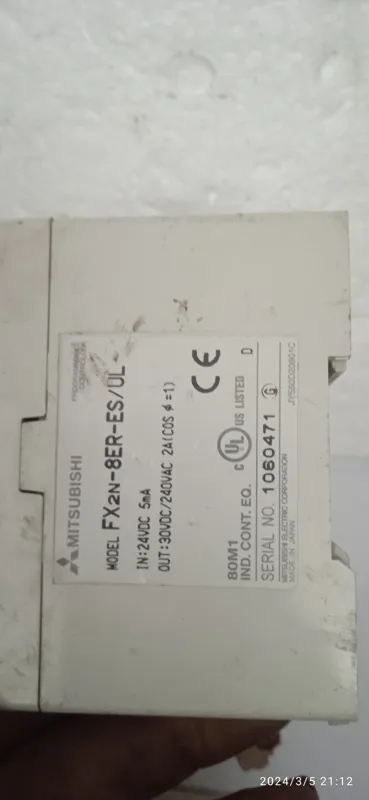 MITSUBISHI
PROGRAMMABLE
CONTROLLER
MODEL FX2N-8ER-ES/UL
IN:24VDC 5mA
OUT:30VDC/240VAC 2A(COS ϕ=1)
CE
80M1
IND. CONT. EQ.
C UL US LISTED
D
SERIAL NO. 1060471 G
MITSUBISHI ELECTRIC CORPORATION
MADE IN JAPAN
2024/3/5 21:12